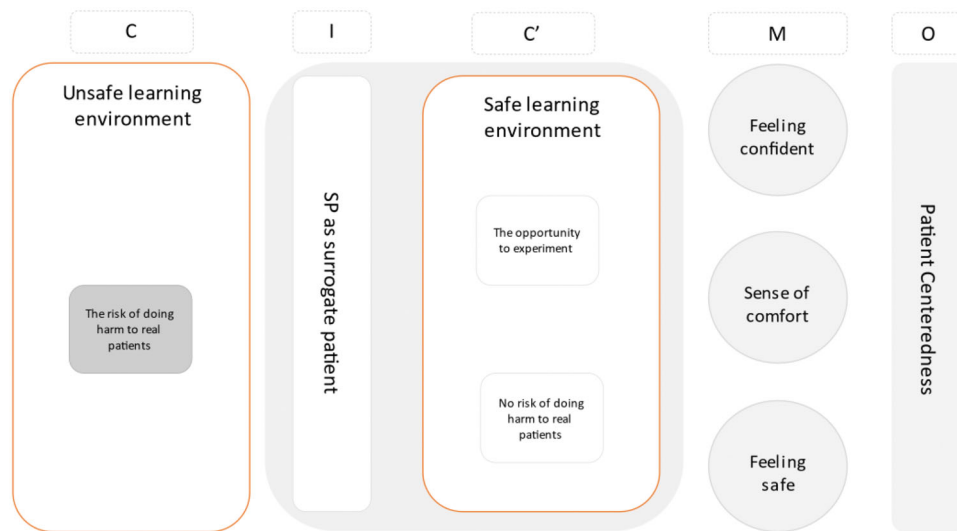 C
I
C’
M
O
Unsafe learning
environment
The risk of doing
harm to real
patients
SP as surrogate patient
Safe learning
environment
The opportunity
to experiment
No risk of doing
harm to real
patients
Feeling
confident
Sense of
comfort
Feeling
safe
Patient Centeredness